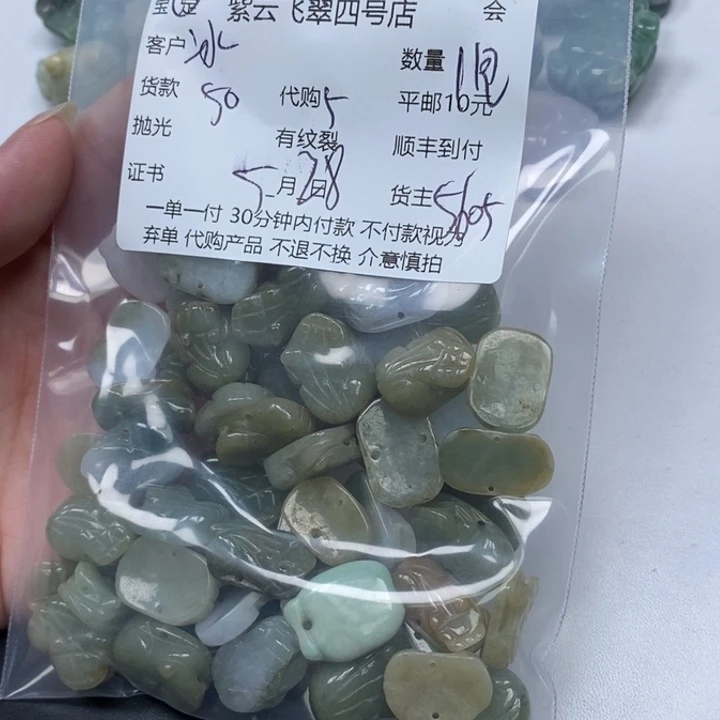 紫云飞翠四号店 会
客户 冰 数量 1包
货款 50 代购 5 平邮10元
抛光 有纹裂 顺丰到付
证书 5月28日 货主 5605
一单一付 30分钟内付款 不付款视为
弃单 代购产品 不退不换 介意慎拍